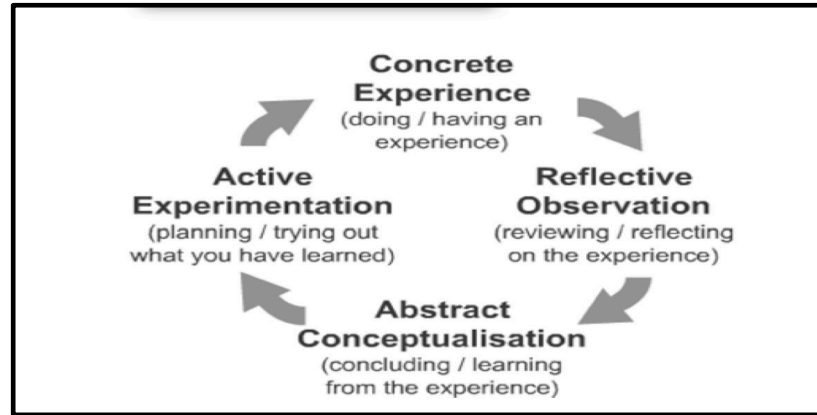 Concrete
Experience
(doing / having an
experience)
Reflective
Observation
(reviewing / reflecting
on the experience)
Abstract
Conceptualisation
(concluding / learning
from the experience)
Active
Experimentation
(planning / trying out
what you have learned)